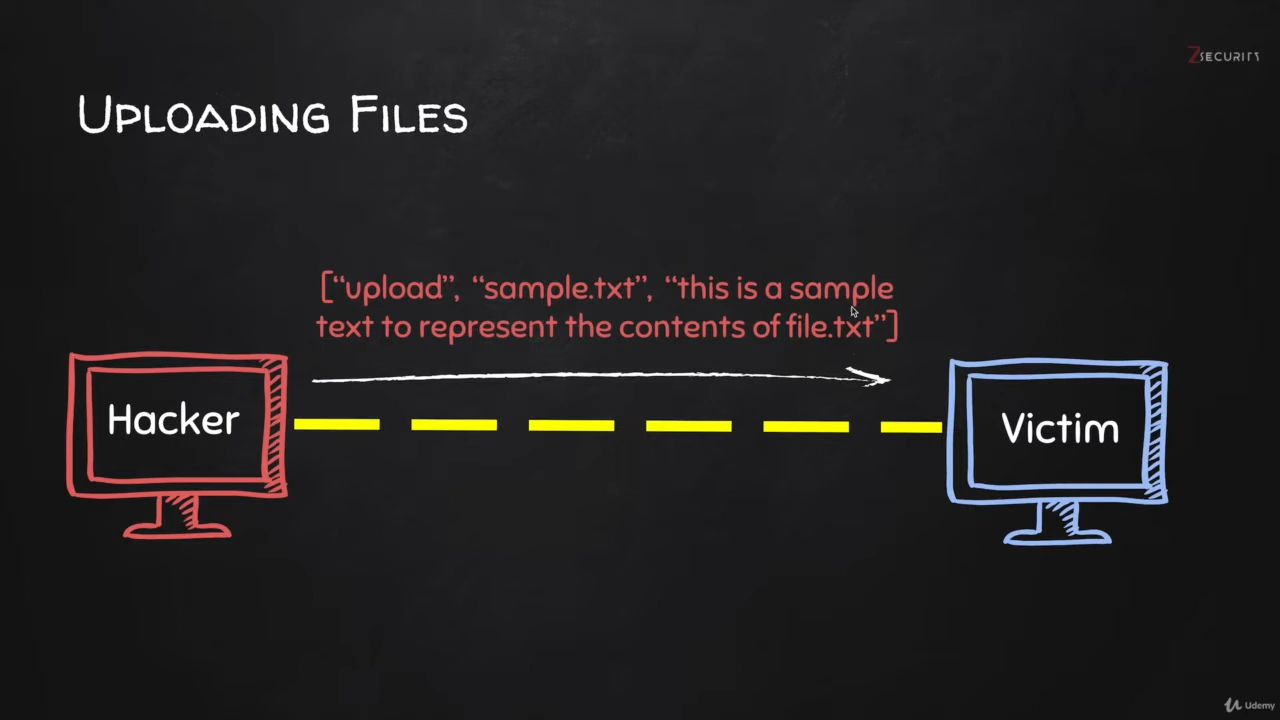 ZSECURITY
UPLOADING FILES
[“upload”, “sample.txt”, “this is a sample
text to represent the contents of file.txt”]
Hacker
Victim
Udemy